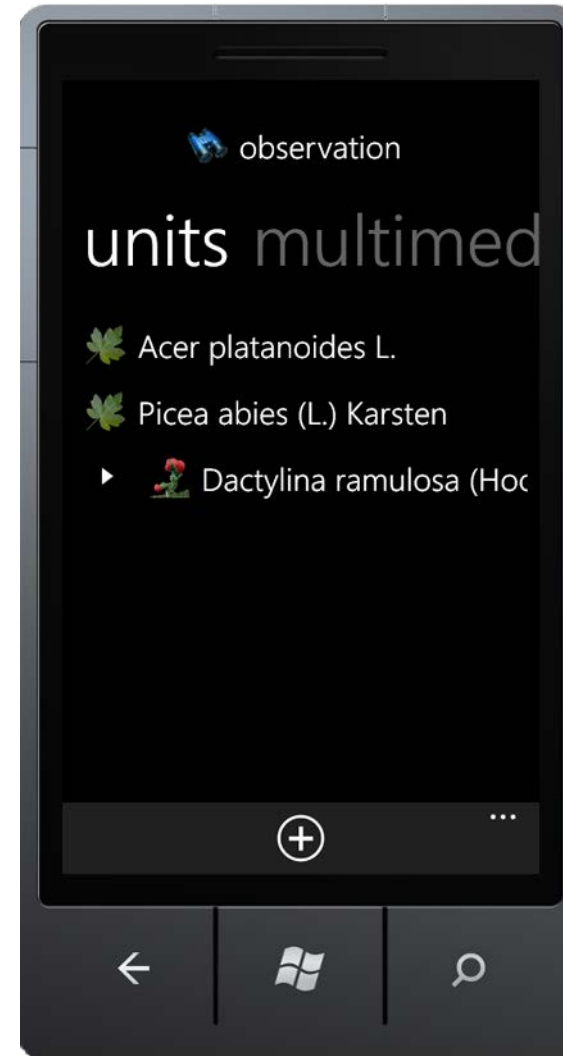 observation
units multimed
Acer platanoides L.
Picea abies (L.) Karsten
Dactylina ramulosa (Hoc